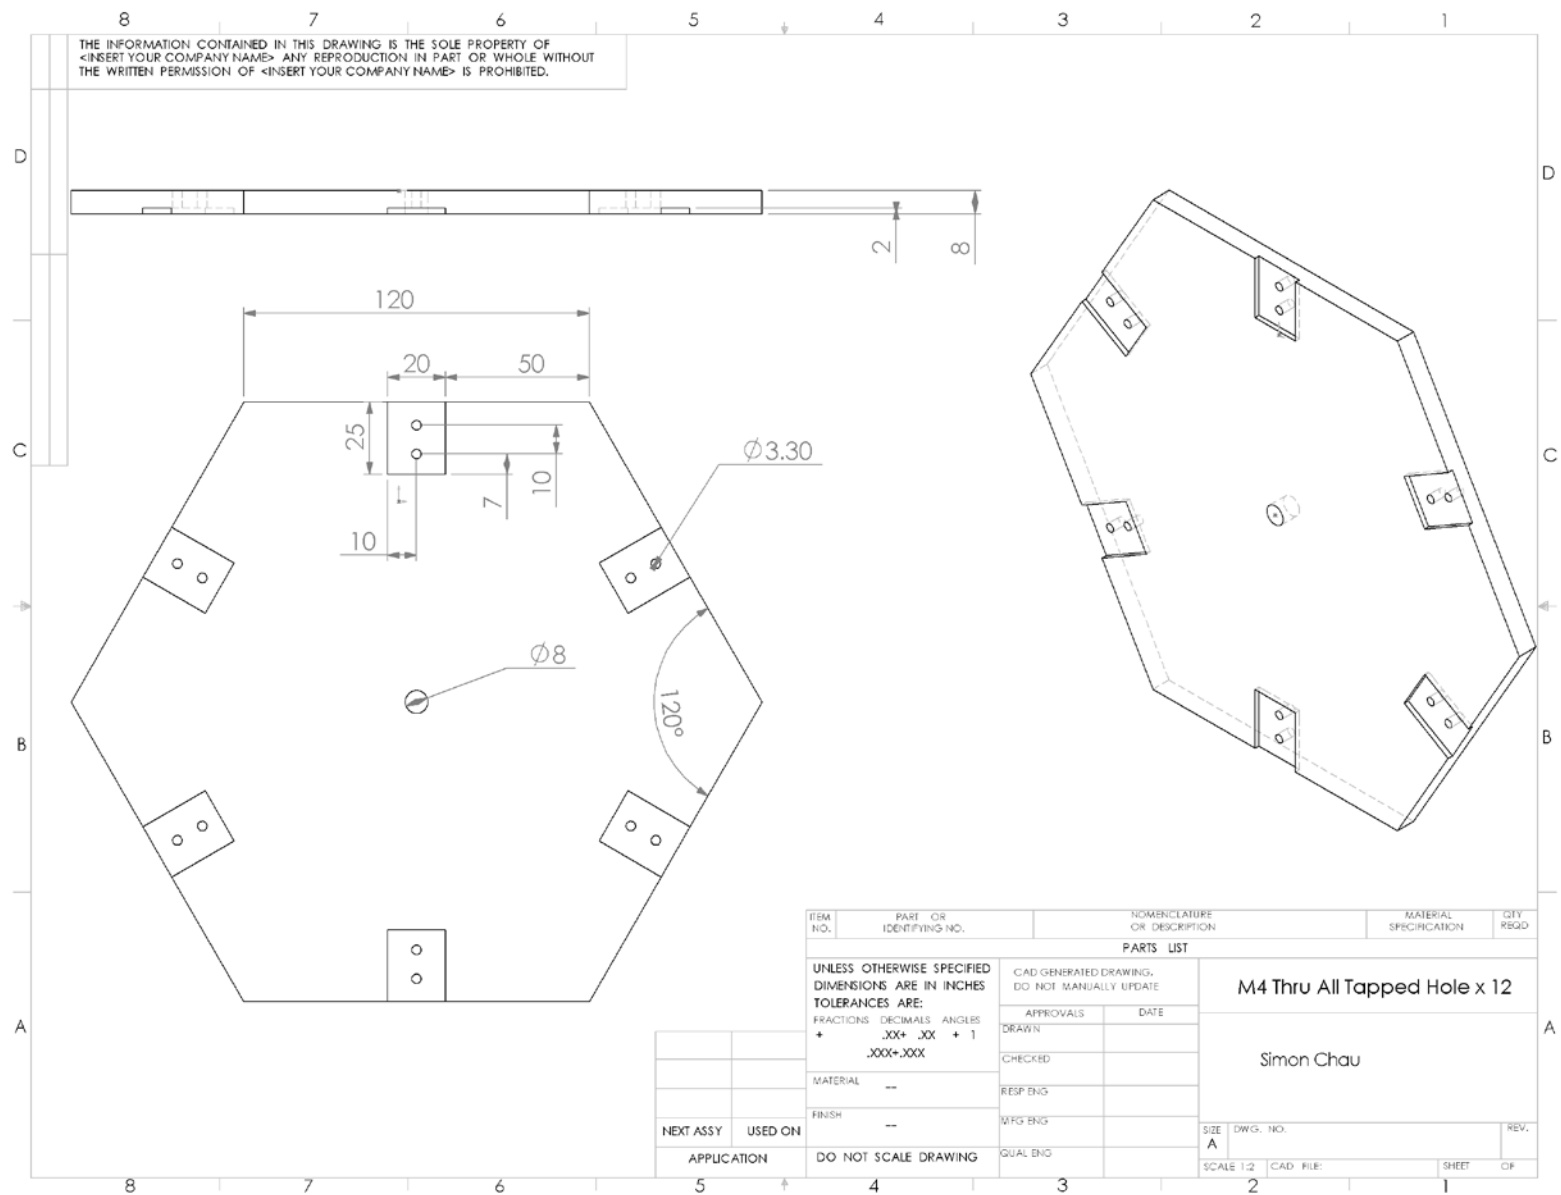 8 7 6 5 4 3 2 1
THE INFORMATION CONTAINED IN THIS DRAWING IS THE SOLE PROPERTY OF
<INSERT YOUR COMPANY NAME> ANY REPRODUCTION IN PART OR WHOLE WITHOUT
THE WRITTEN PERMISSION OF <INSERT YOUR COMPANY NAME> IS PROHIBITED.
D
D
2
8
120
20
50
25
10
7
10
Ø3.30
C
C
Ø8
120°
B
B
ITEM NO.
PART OR IDENTIFYING NO.
NOMENCLATURE OR DESCRIPTION
MATERIAL SPECIFICATION
QTY REQD
PARTS LIST
UNLESS OTHERWISE SPECIFIED
DIMENSIONS ARE IN INCHES
TOLERANCES ARE:
FRACTIONS DECIMALS ANGLES
+ .XX+ .XX + 1
.XXX+.XXX
MATERIAL
--
FINISH
--
DO NOT SCALE DRAWING
CAD GENERATED DRAWING,
DO NOT MANUALLY UPDATE
APPROVALS DATE
DRAWN
CHECKED
RESP ENG
MFG ENG
QUAL ENG
M4 Thru All Tapped Hole x 12
Simon Chau
SIZE
A
DWG. NO.
REV.
SCALE 1:2
CAD FILE:
SHEET OF
NEXT ASSY USED ON
APPLICATION
A
A
8 7 6 5 4 3 2 1